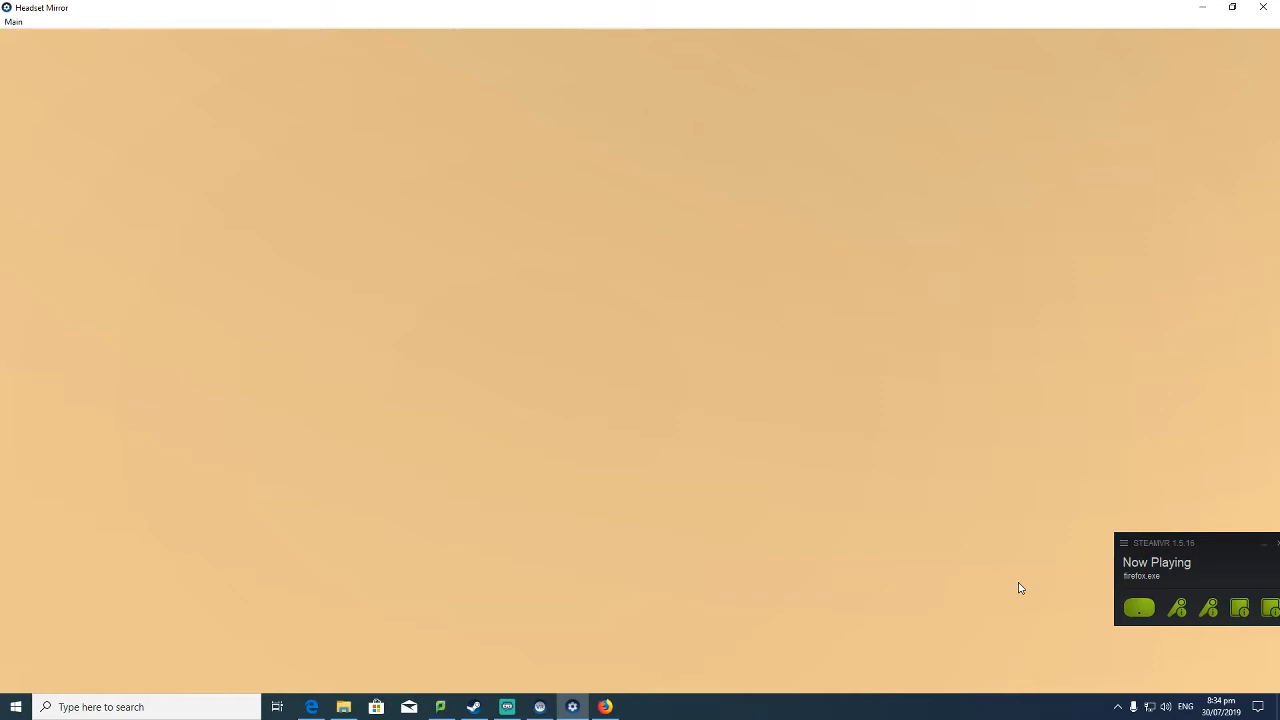 Headset Mirror
Main
STEAMVR 1.5.16
Now Playing
firefox.exe
Type here to search
ENG
8:34 pm
30/07/2019